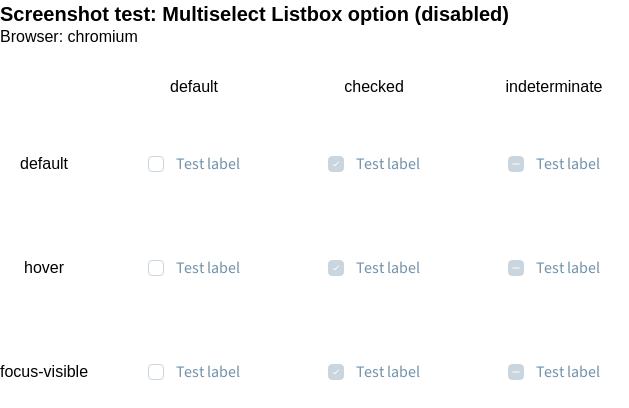 Screenshot test: Multiselect Listbox option (disabled)
Browser: chromium
default checked indeterminate
default Test label Test label Test label
hover Test label Test label Test label
focus-visible Test label Test label Test label